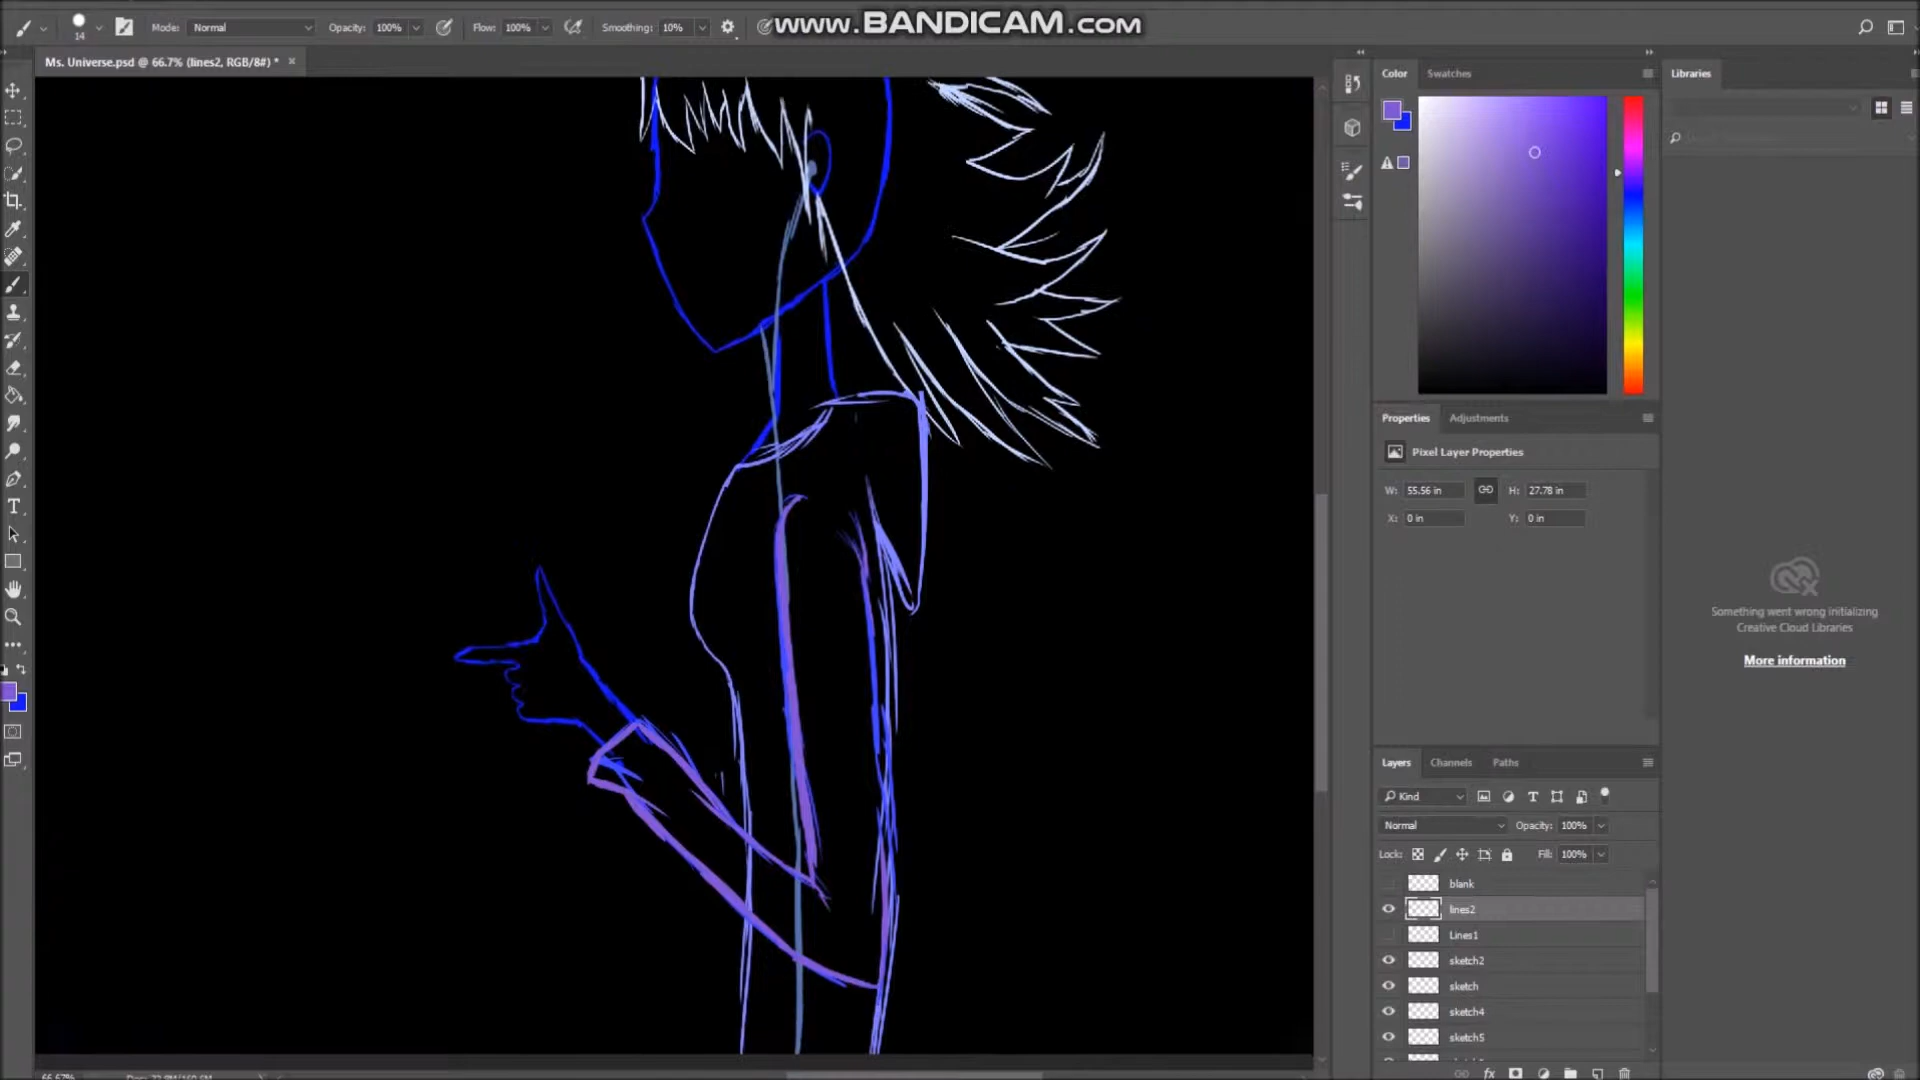 14 Mode: Normal Opacity: 100% Flow: 100% Smoothing: 10% www.BANDICAM.com
Ms. Universe.psd @ 66.7% (lines2, RGB/8#) *
Color Swatches
Libraries
Properties Adjustments
Pixel Layer Properties
W: 55.56 in H: 27.78 in
X: 0 in Y: 0 in
Something went wrong initializing
Creative Cloud Libraries
More information
Layers Channels Paths
Kind
Normal Opacity: 100%
Lock: Fill: 100%
blank
lines2
Lines1
sketch2
sketch
sketch4
sketch5